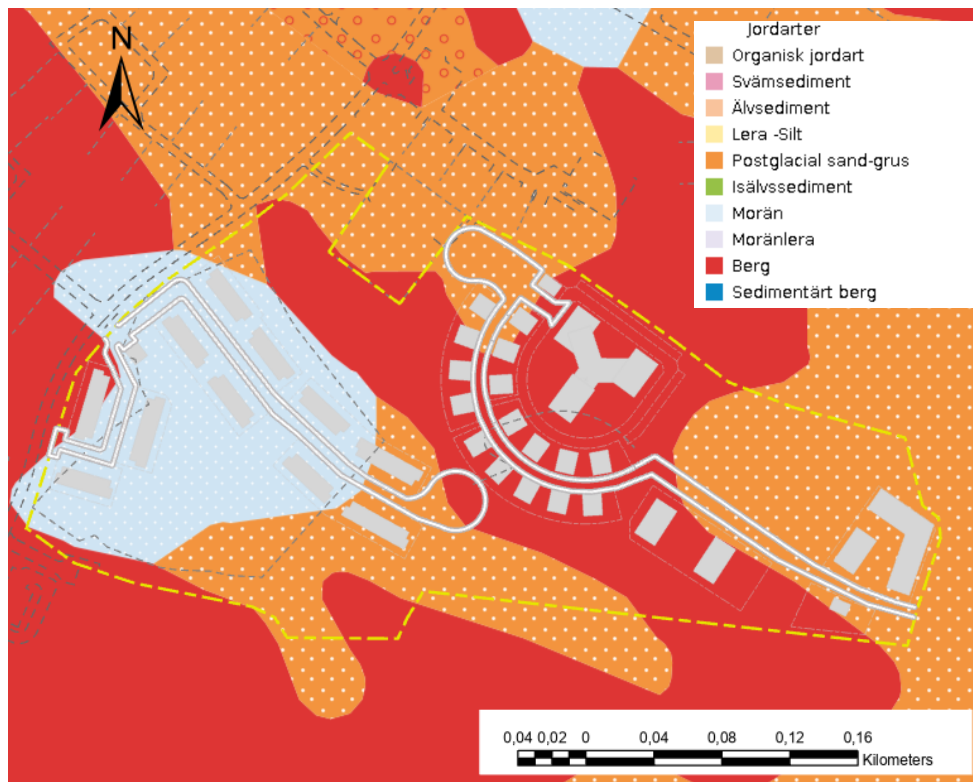 N
Jordarter
Organisk jordart
Svämsediment
Älvsediment
Lera -Silt
Postglacial sand-grus
Isälvssediment
Morän
Moränlera
Berg
Sedimentärt berg
0,04 0,02 0 0,04 0,08 0,12 0,16
Kilometers